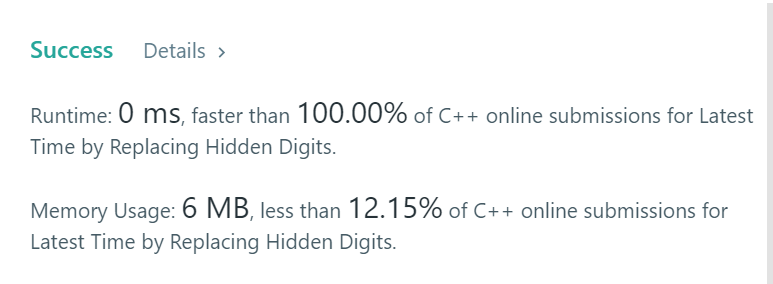 Success Details >
Runtime: 0 ms, faster than 100.00% of C++ online submissions for Latest
Time by Replacing Hidden Digits.
Memory Usage: 6 MB, less than 12.15% of C++ online submissions for
Latest Time by Replacing Hidden Digits.